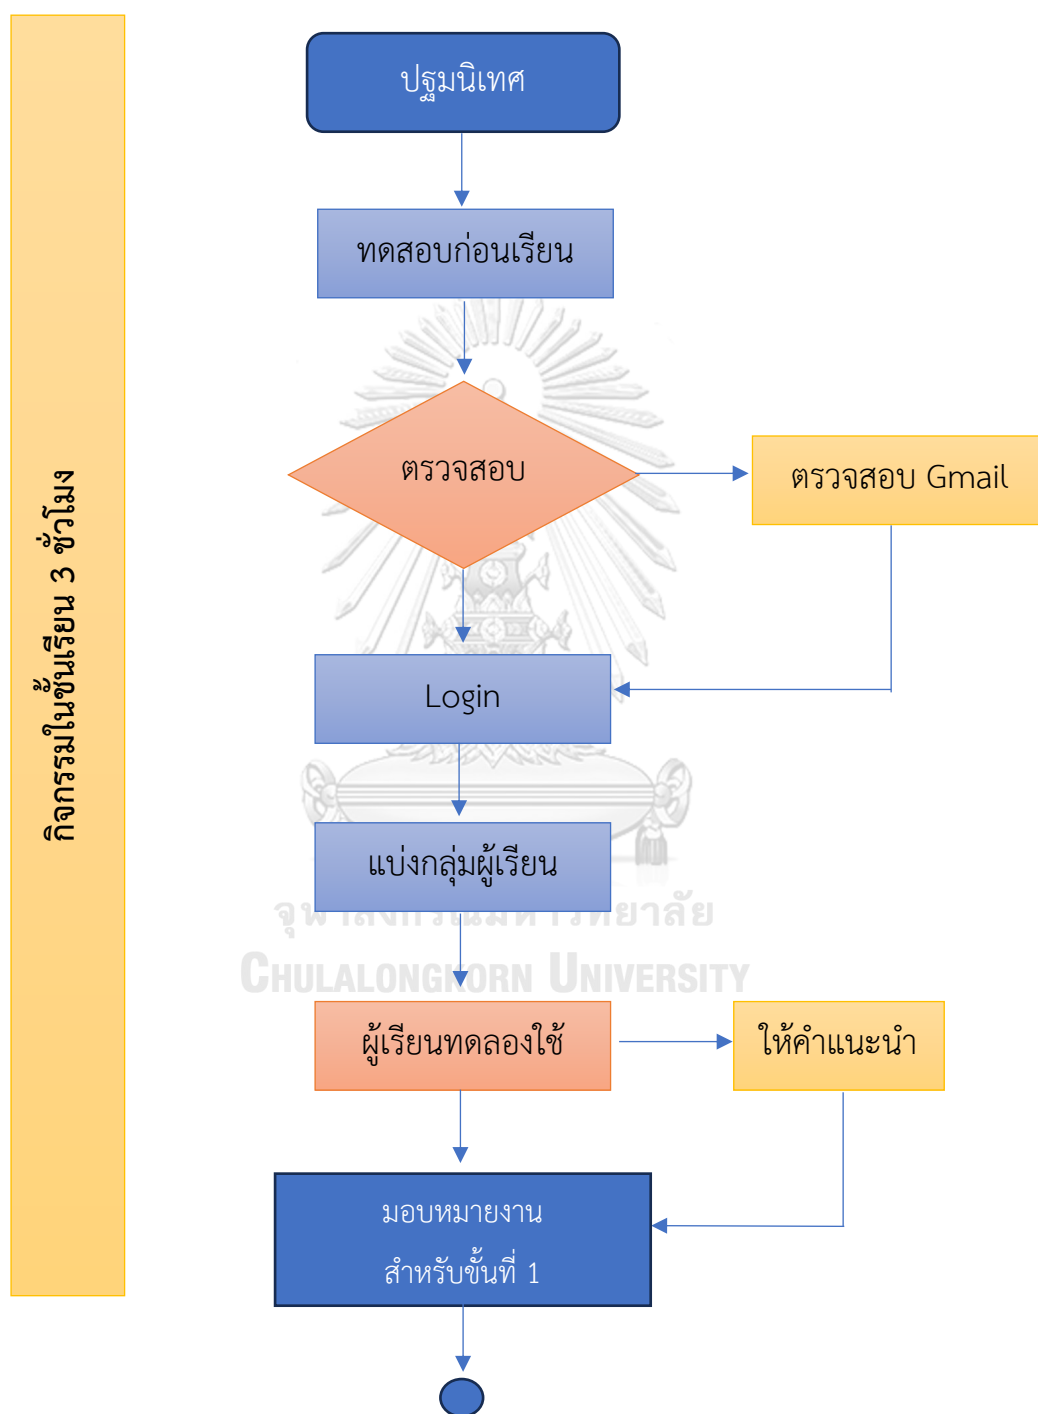 กิจกรรมในชั้นเรียน 3 ชั่วโมง
ปฐมนิเทศ
ทดสอบก่อนเรียน
ตรวจสอบ
ตรวจสอบ Gmail
Login
แบ่งกลุ่มผู้เรียน
จุฬาลงกรณ์มหาวิทยาลัย
CHULALONGKORN UNIVERSITY
ผู้เรียนทดลองใช้
ให้คำแนะนำ
มอบหมายงาน
สำหรับขั้นที่ 1